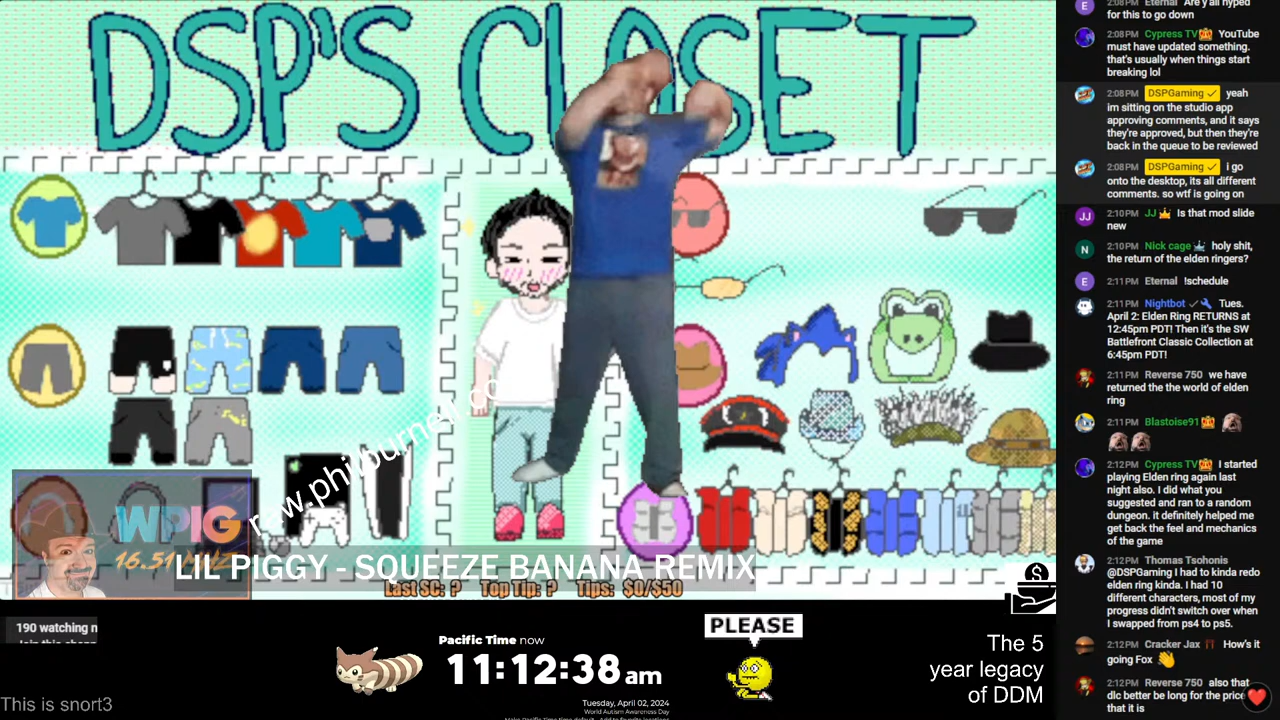 DSP'S CLOSET
raw.philburnell.co
WPIG
16.51
LIL PIGGY - SQUEEZE BANANA REMIX
Last SC: ? Top Tip: ? Tips: $0/$50
190 watching n
PLEASE
Pacific Time now
11:12:38 am
Tuesday, April 02, 2024
World Autism Awareness Day
The 5
year legacy
of DDM
This is snort3
E 2:08PM Eternal Are y'all hyped
for this to go down
2:08PM Cypress TV YouTube
must have updated something.
that's usually when things start
breaking lol
2:08PM DSPGaming yeah
im sitting on the studio app
approving comments, and it says
they're approved, but then they're
back in the queue to be reviewed
2:08PM DSPGaming i go
onto the desktop, its all different
comments. so wtf is going on
JJ 2:10PM JJ Is that mod slide
new
N 2:10PM Nick cage holy shit,
the return of the elden ringers?
E 2:11PM Eternal !schedule
2:11PM Nightbot Tues.
April 2: Elden Ring RETURNS at
12:45pm PDT! Then it's the SW
Battlefront Classic Collection at
6:45pm PDT!
2:11PM Reverse 750 we have
returned the the world of elden
ring
2:11PM Blastoise91
2:12PM Cypress TV I started
playing Elden ring again last
night also. I did what you
suggested and ran to a random
dungeon. it definitely helped me
get back the feel and mechanics
of the game
2:12PM Thomas Tsohonis
@DSPGaming I had to kinda redo
elden ring kinda. I had 10
different characters, most of my
progress didn't switch over when
I swapped from ps4 to ps5.
2:12PM Cracker Jax How's it
going Fox
2:12PM Reverse 750 also that
dlc better be long for the price
that it is